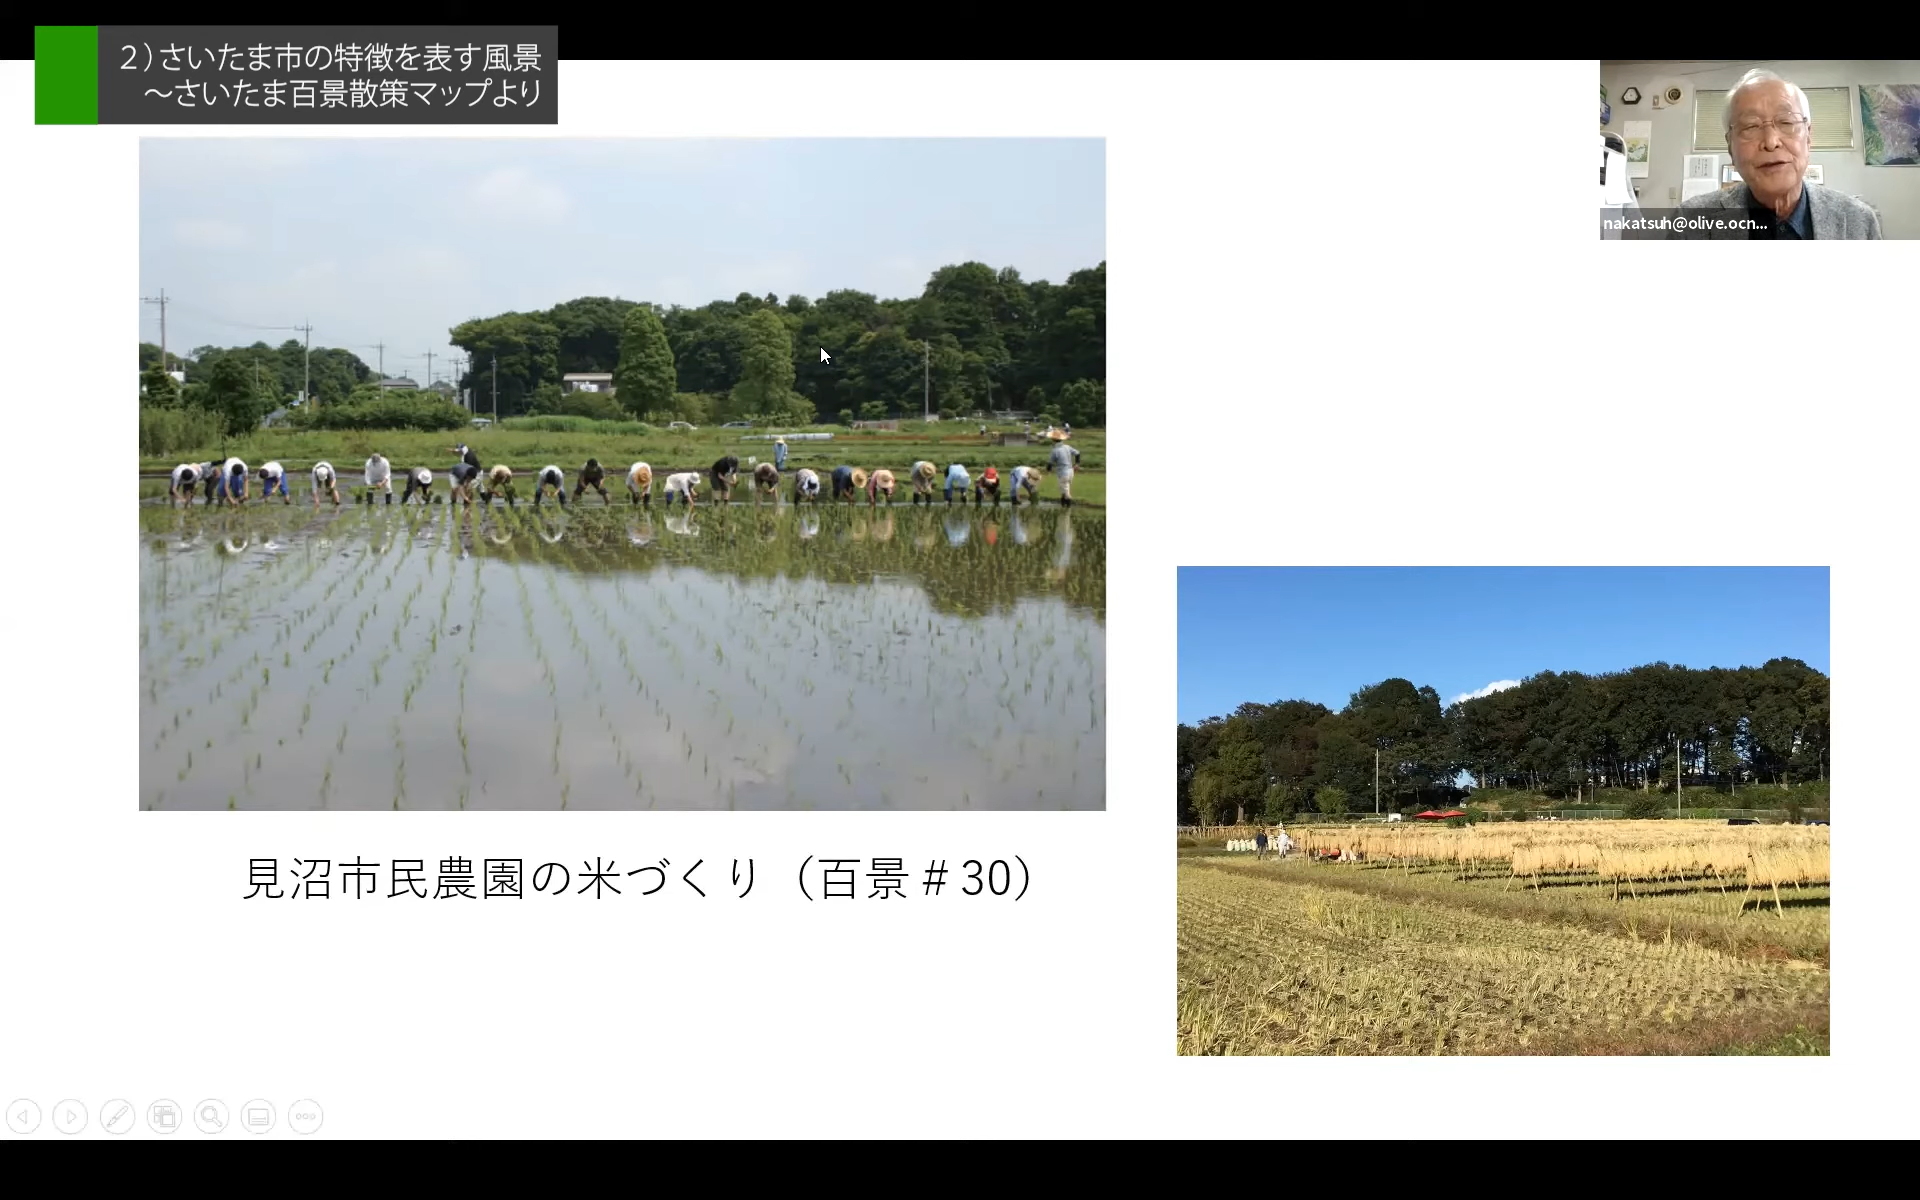 ２）さいたま市の特徴を表す風景
～さいたま百景散策マップより
nakatsuh@olive.ocn...
見沼市民農園の米づくり（百景＃30）